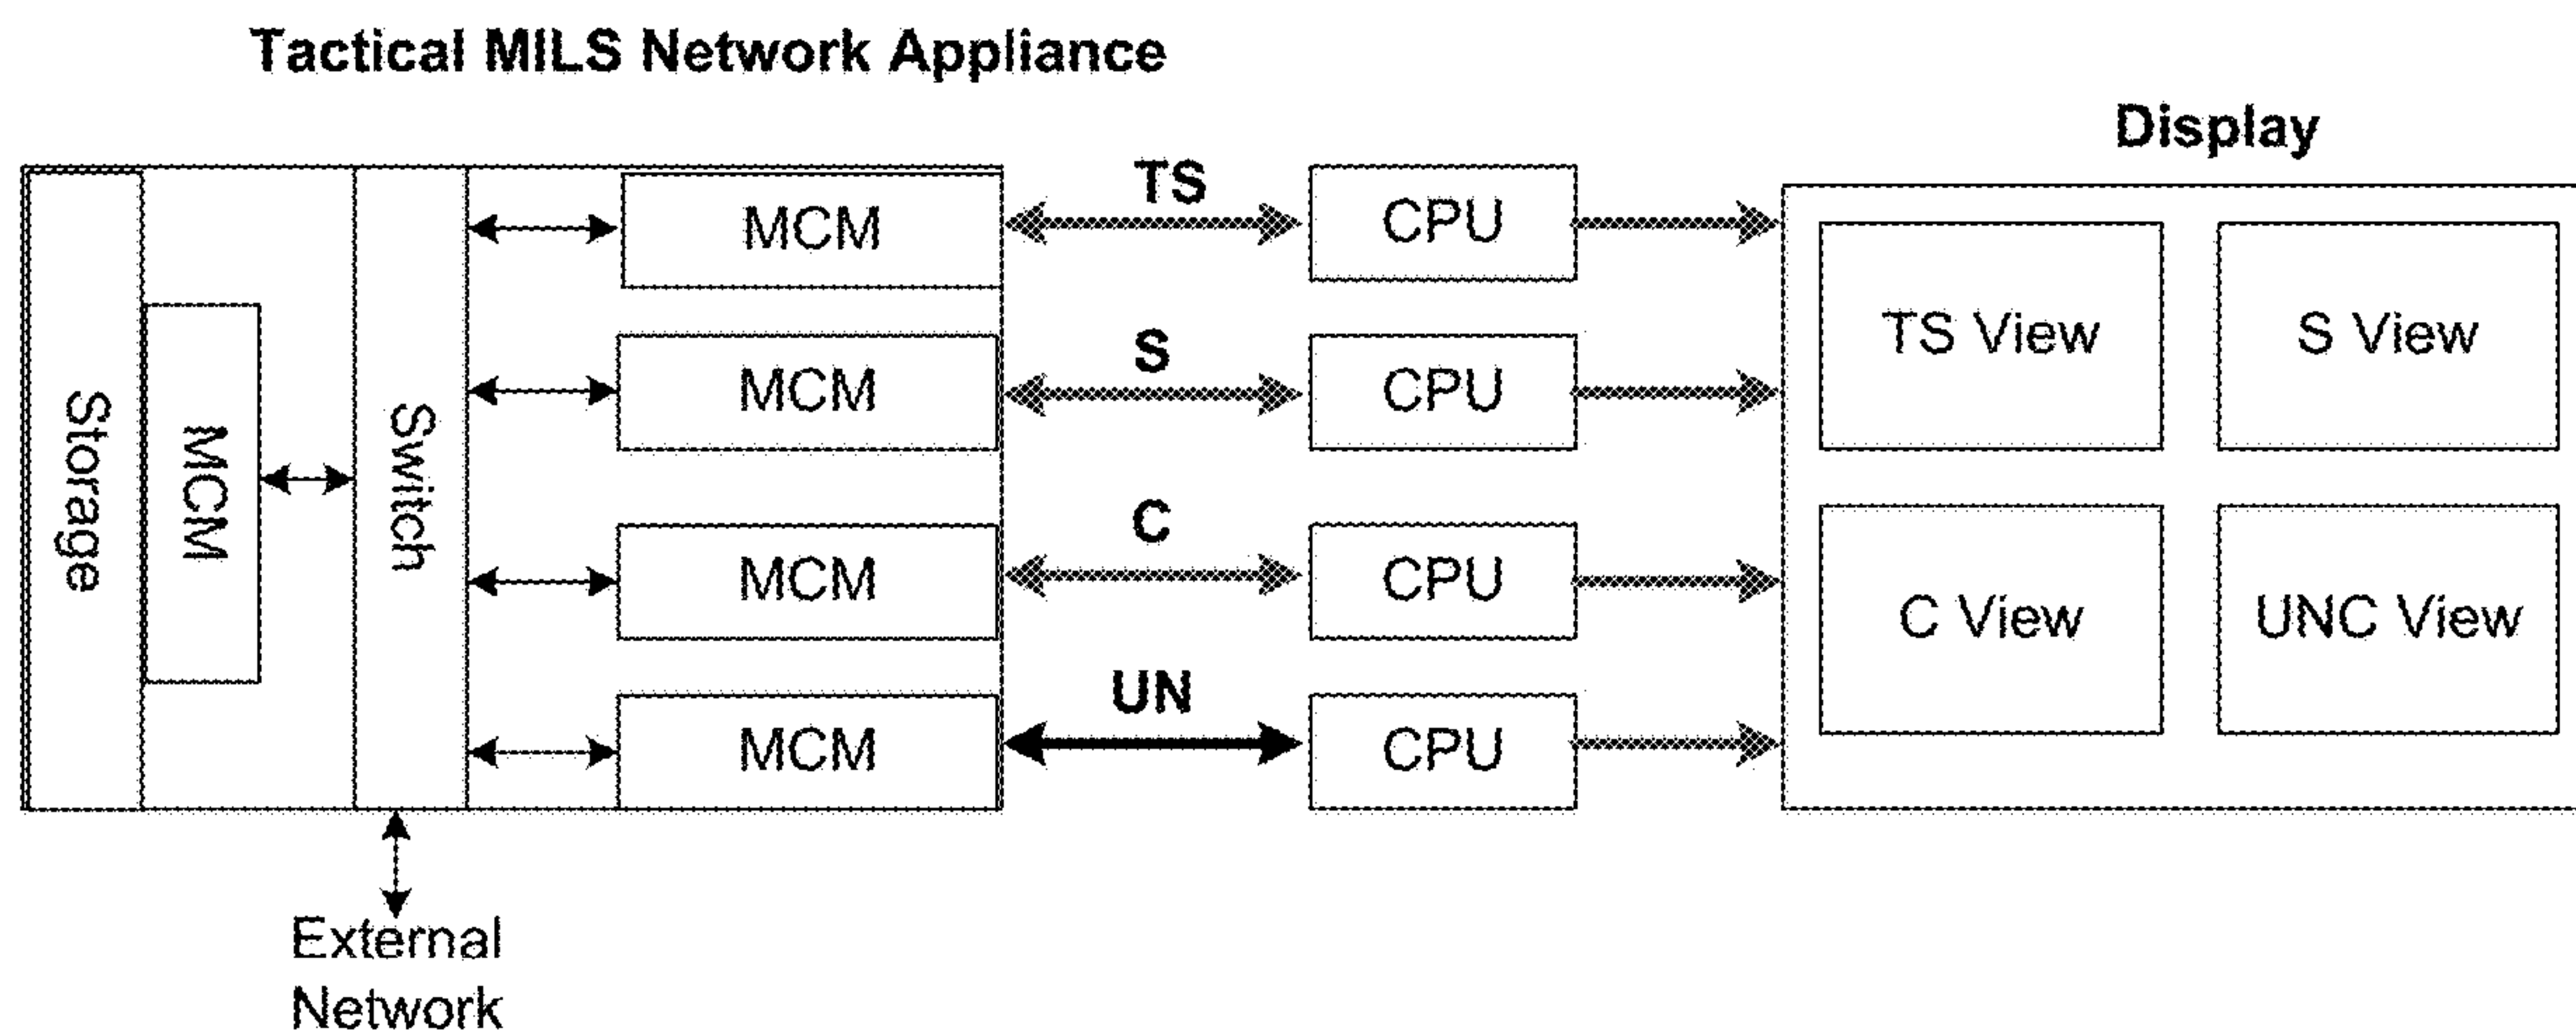 Tactical MILS Network Appliance
Display
Storage
MCM
Switch
MCM
TS
CPU
MCM
S
CPU
MCM
C
CPU
MCM
UN
CPU
TS View
S View
C View
UNC View
External
Network